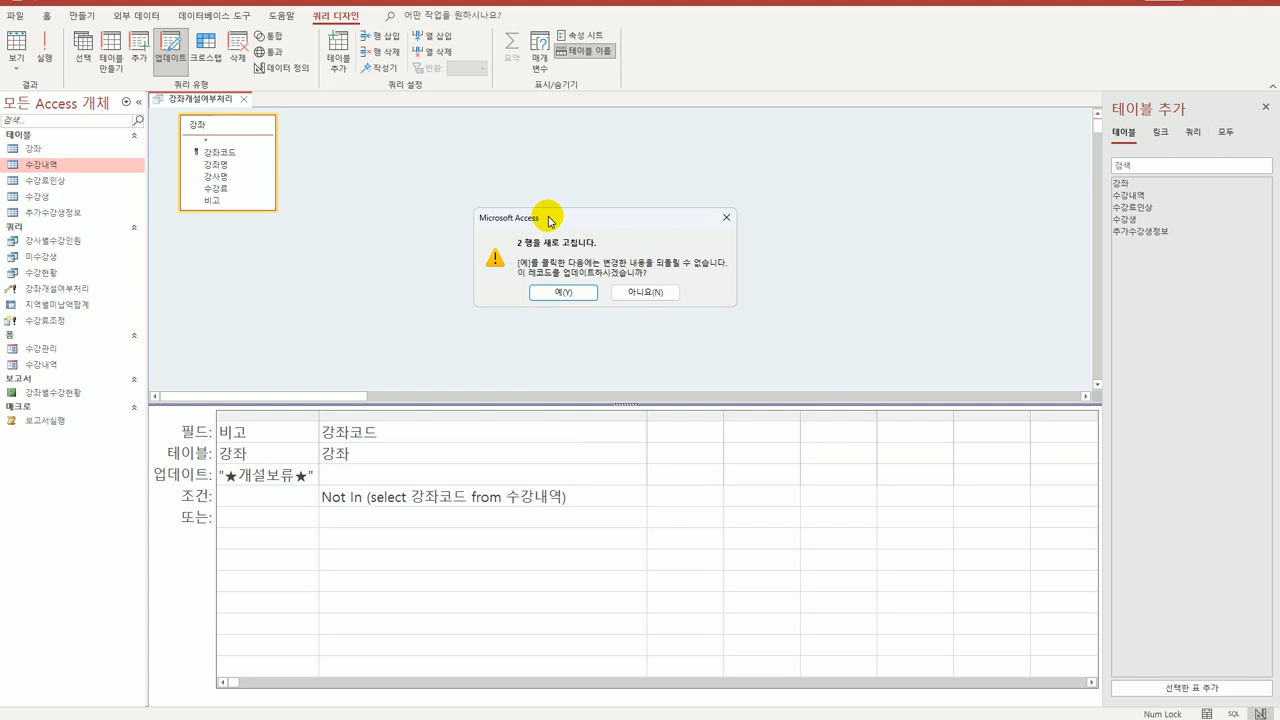 파일 홈 만들기 외부 데이터 데이터베이스 도구 도움말 쿼리 디자인 어떤 작업을 원하시나요?
보기 실행 선택 테이블 만들기 추가 업데이트 크로스탭 삭제
통합
통과
데이터 정의
테이블 추가
행 삽입
행 삭제
작성기
열 삽입
열 삭제
반환:
요약
매개 변수
속성 시트
테이블 이름
결과 쿼리 유형 쿼리 설정 표시/숨기기
모든 Access 개체
검색...
테이블
강좌
수강내역
수강료인상
수강생
추가수강생정보
쿼리
강사별수강인원
미수강생
수강현황
강좌개설여부처리
지역별미납액합계
수강료조정
폼
수강관리
수강내역
보고서
강좌별수강현황
매크로
보고서실행
강좌개설여부처리
강좌
*
강좌코드
강좌명
강사명
수강료
비고
Microsoft Access
2 행을 새로 고칩니다.
[예]를 클릭한 다음에는 변경한 내용을 되돌릴 수 없습니다.
이 레코드를 업데이트하시겠습니까?
예(Y) 아니요(N)
필드: 비고 강좌코드
테이블: 강좌 강좌
업데이트: "★개설보류★"
조건: Not In (select 강좌코드 from 수강내역)
또는:
테이블 추가
테이블 링크 쿼리 모두
검색
강좌
수강내역
수강료인상
수강생
추가수강생정보
선택한 표 추가
Num Lock SQL